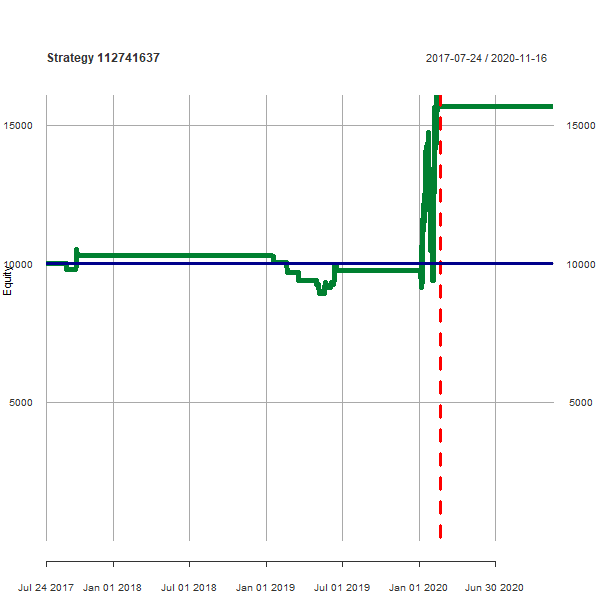 Strategy 112741637
2017-07-24 / 2020-11-16
15000
15000
10000
10000
Equity
5000
5000
Jul 24 2017
Jan 01 2018
Jul 01 2018
Jan 01 2019
Jul 01 2019
Jan 01 2020
Jun 30 2020